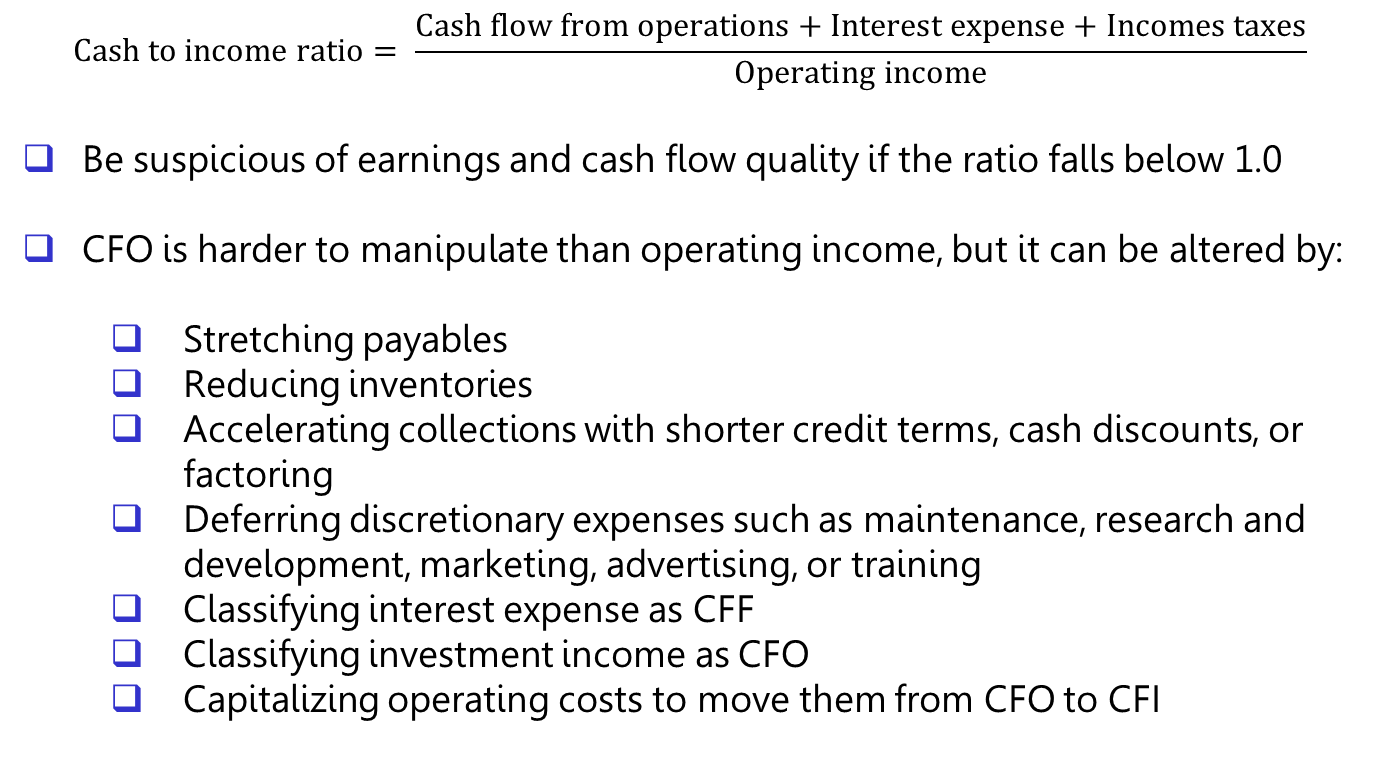 Cash to income ratio = Cash flow from operations + Interest expense + Incomes taxes
Operating income
❑ Be suspicious of earnings and cash flow quality if the ratio falls below 1.0
❑ CFO is harder to manipulate than operating income, but it can be altered by:
❑ Stretching payables
❑ Reducing inventories
❑ Accelerating collections with shorter credit terms, cash discounts, or
factoring
❑ Deferring discretionary expenses such as maintenance, research and
development, marketing, advertising, or training
❑ Classifying interest expense as CFF
❑ Classifying investment income as CFO
❑ Capitalizing operating costs to move them from CFO to CFI